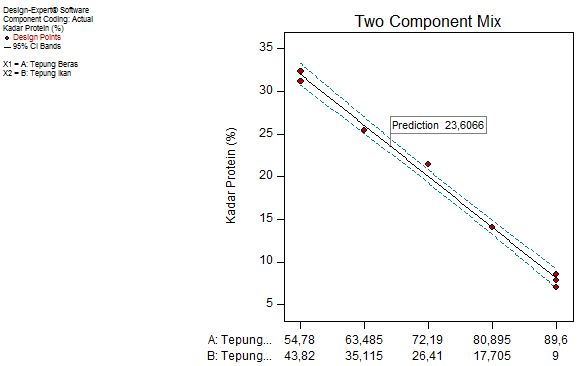 Design-Expert® Software
Component Coding: Actual
Kadar Protein (%)
Design Points
95% CI Bands
X1 = A: Tepung Beras
X2 = B: Tepung Ikan
Two Component Mix
35
30
25
20
15
10
5
Kadar Protein (%)
Prediction 23,6066
A: Tepung... 54,78 63,485 72,19 80,895 89,6
B: Tepung... 43,82 35,115 26,41 17,705 9